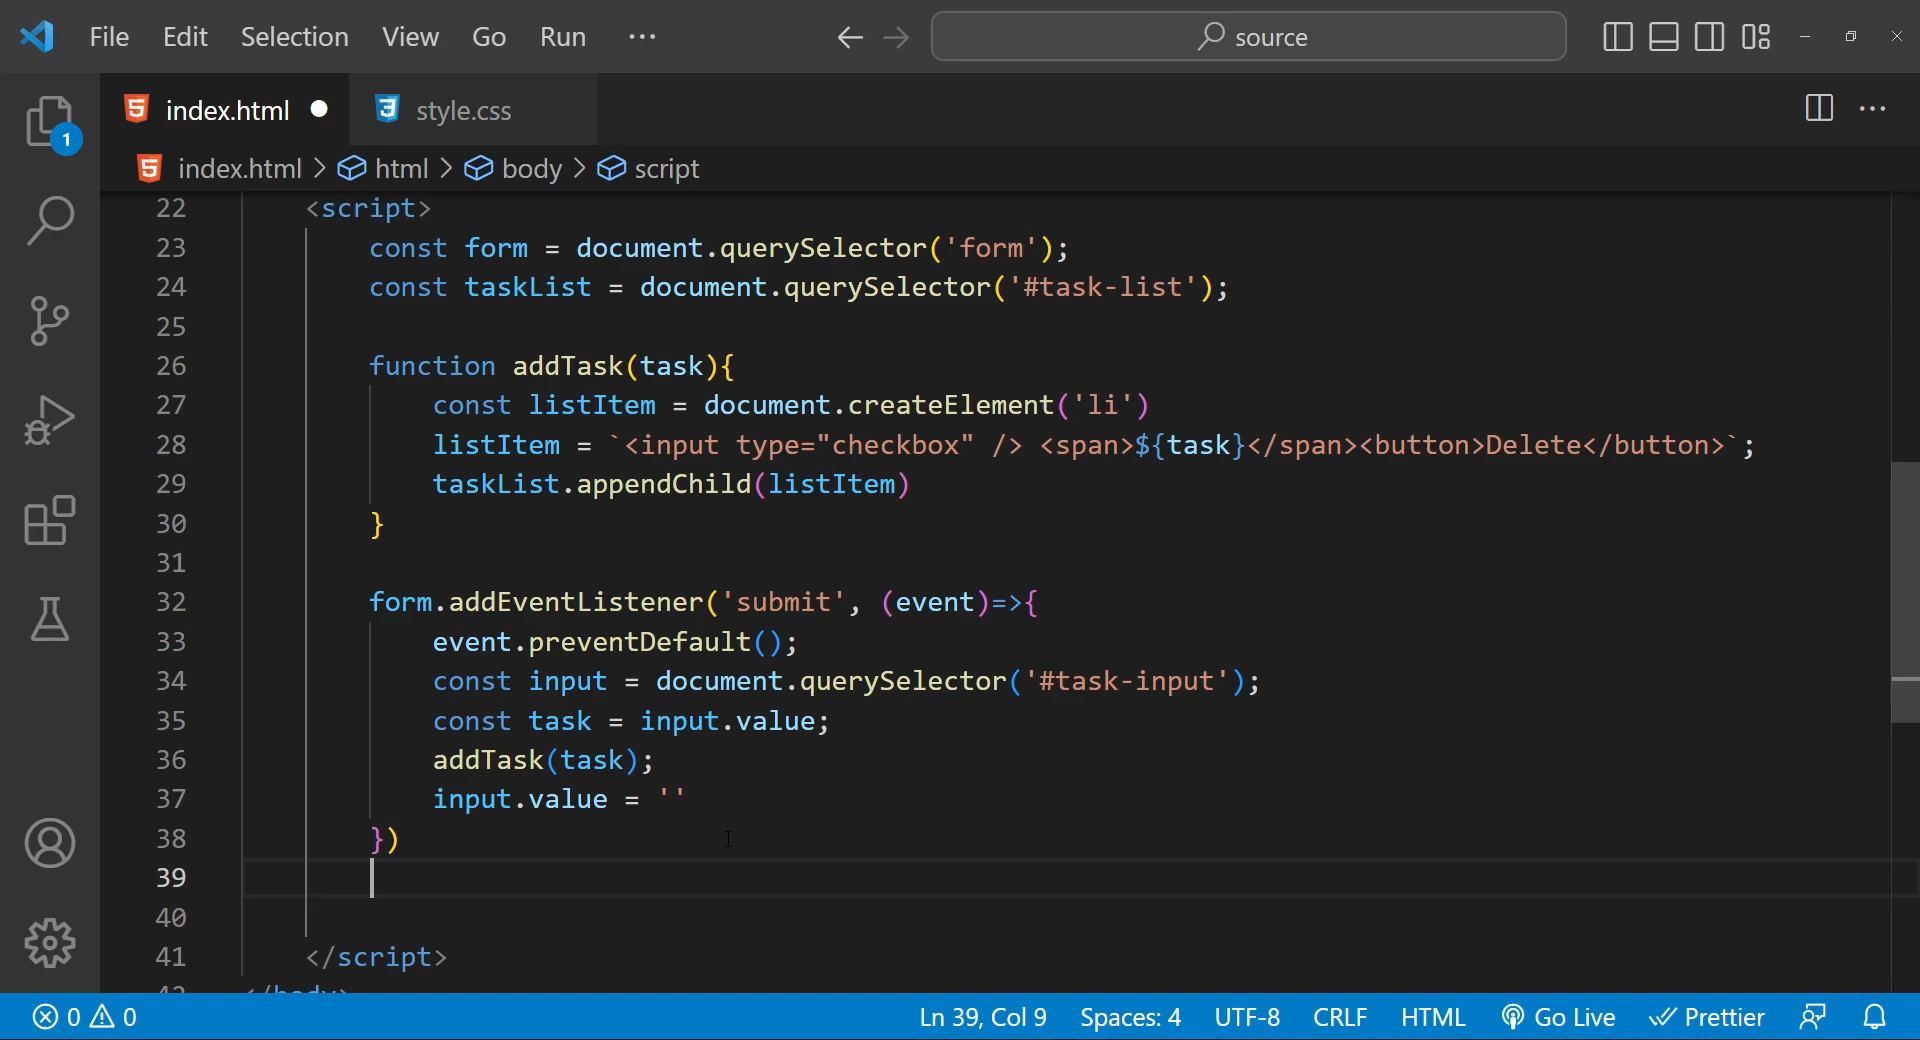 File Edit Selection View Go Run ··· source
index.html style.css ···
1
index.html > html > body > script
22 <script>
23 const form = document.querySelector('form');
24 const taskList = document.querySelector('#task-list');
25
26 function addTask(task){
27 const listItem = document.createElement('li')
28 listItem = `<input type="checkbox" /> <span>${task}</span><button>Delete</button>`;
29 taskList.appendChild(listItem)
30 }
31
32 form.addEventListener('submit', (event)=>{
33 event.preventDefault();
34 const input = document.querySelector('#task-input');
35 const task = input.value;
36 addTask(task);
37 input.value = ''
38 })
39
40
41 </script>
0 0 Ln 39, Col 9 Spaces: 4 UTF-8 CRLF HTML Go Live Prettier